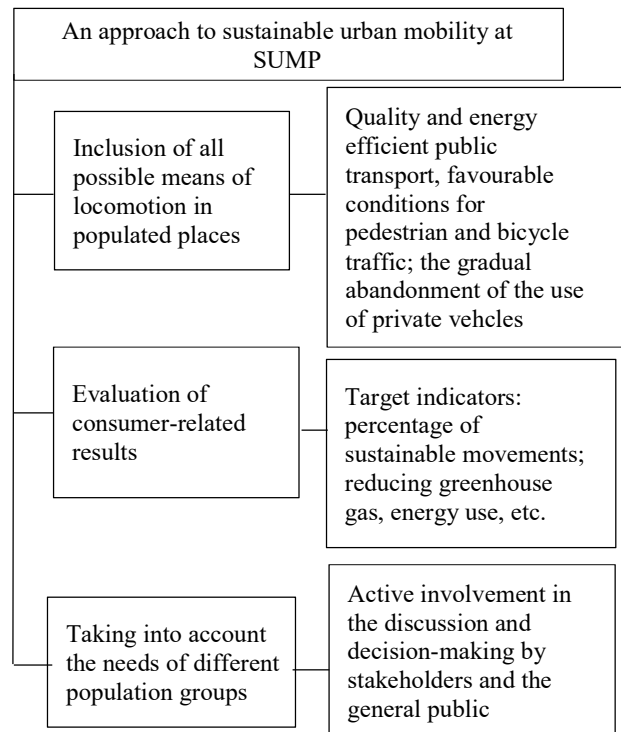 An approach to sustainable urban mobility at
SUMP
Inclusion of all
possible means of
locomotion in
populated places
Quality and energy
efficient public
transport, favourable
conditions for
pedestrian and bicycle
traffic; the gradual
abandonment of the use
of private vehcles
Evaluation of
consumer-related
results
Target indicators:
percentage of
sustainable movements;
reducing greenhouse
gas, energy use, etc.
Taking into account
the needs of different
population groups
Active involvement in
the discussion and
decision-making by
stakeholders and the
general public